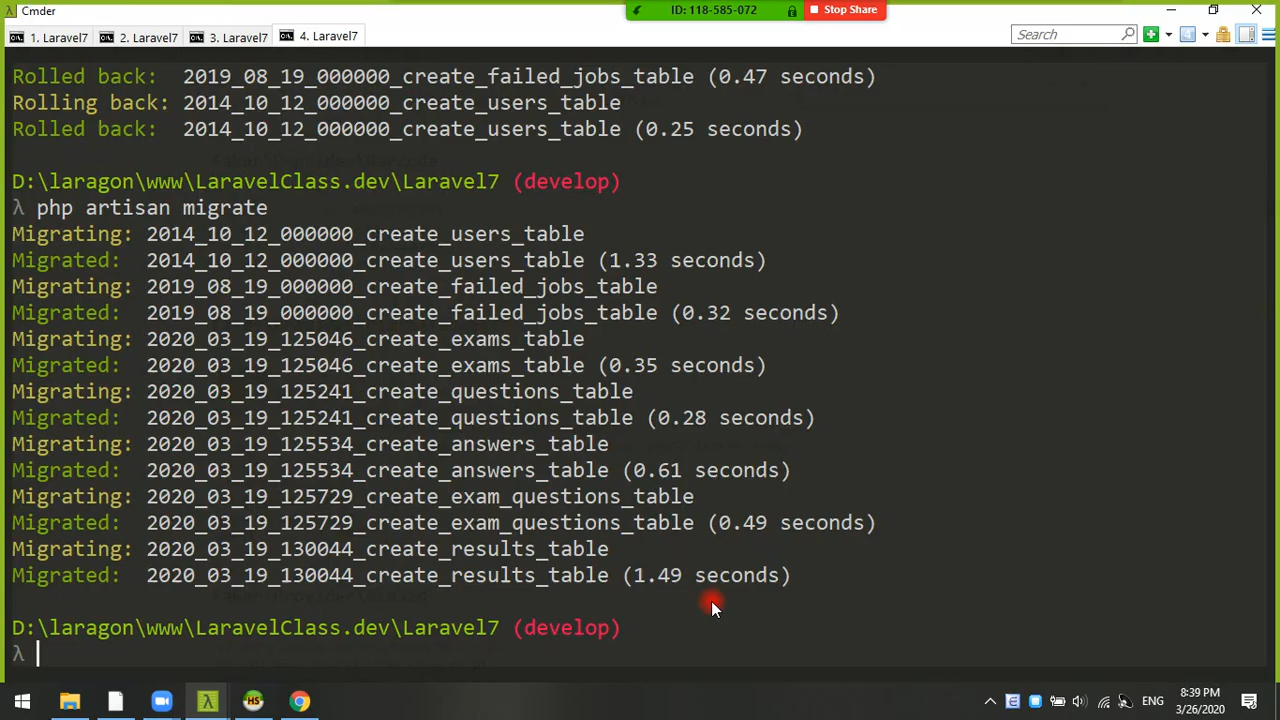 Cmder
ID: 118-585-072
Stop Share
1. Laravel7
2. Laravel7
3. Laravel7
4. Laravel7
Search
Rolled back:  2019_08_19_000000_create_failed_jobs_table (0.47 seconds)
Rolling back: 2014_10_12_000000_create_users_table
Rolled back:  2014_10_12_000000_create_users_table (0.25 seconds)
D:\laragon\www\LaravelClass.dev\Laravel7 (develop)
λ php artisan migrate
Migrating: 2014_10_12_000000_create_users_table
Migrated:  2014_10_12_000000_create_users_table (1.33 seconds)
Migrating: 2019_08_19_000000_create_failed_jobs_table
Migrated:  2019_08_19_000000_create_failed_jobs_table (0.32 seconds)
Migrating: 2020_03_19_125046_create_exams_table
Migrated:  2020_03_19_125046_create_exams_table (0.35 seconds)
Migrating: 2020_03_19_125241_create_questions_table
Migrated:  2020_03_19_125241_create_questions_table (0.28 seconds)
Migrating: 2020_03_19_125534_create_answers_table
Migrated:  2020_03_19_125534_create_answers_table (0.61 seconds)
Migrating: 2020_03_19_125729_create_exam_questions_table
Migrated:  2020_03_19_125729_create_exam_questions_table (0.49 seconds)
Migrating: 2020_03_19_130044_create_results_table
Migrated:  2020_03_19_130044_create_results_table (1.49 seconds)
D:\laragon\www\LaravelClass.dev\Laravel7 (develop)
λ
HS
ENG
8:39 PM
3/26/2020